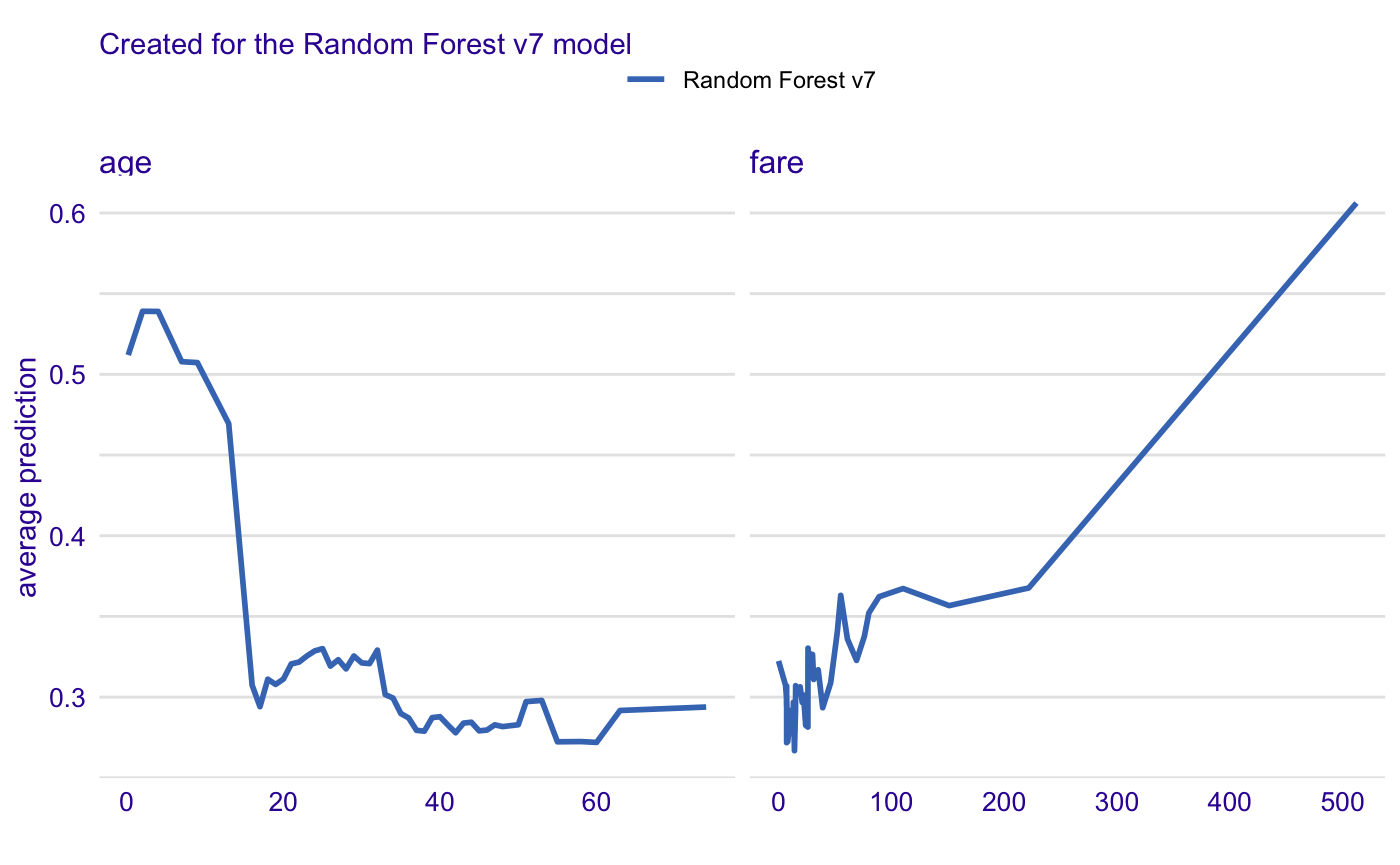 Created for the Random Forest v7 model
Random Forest v7
age
fare
average prediction
0.6
0.5
0.4
0.3
0 20 40 60
0 100 200 300 400 500